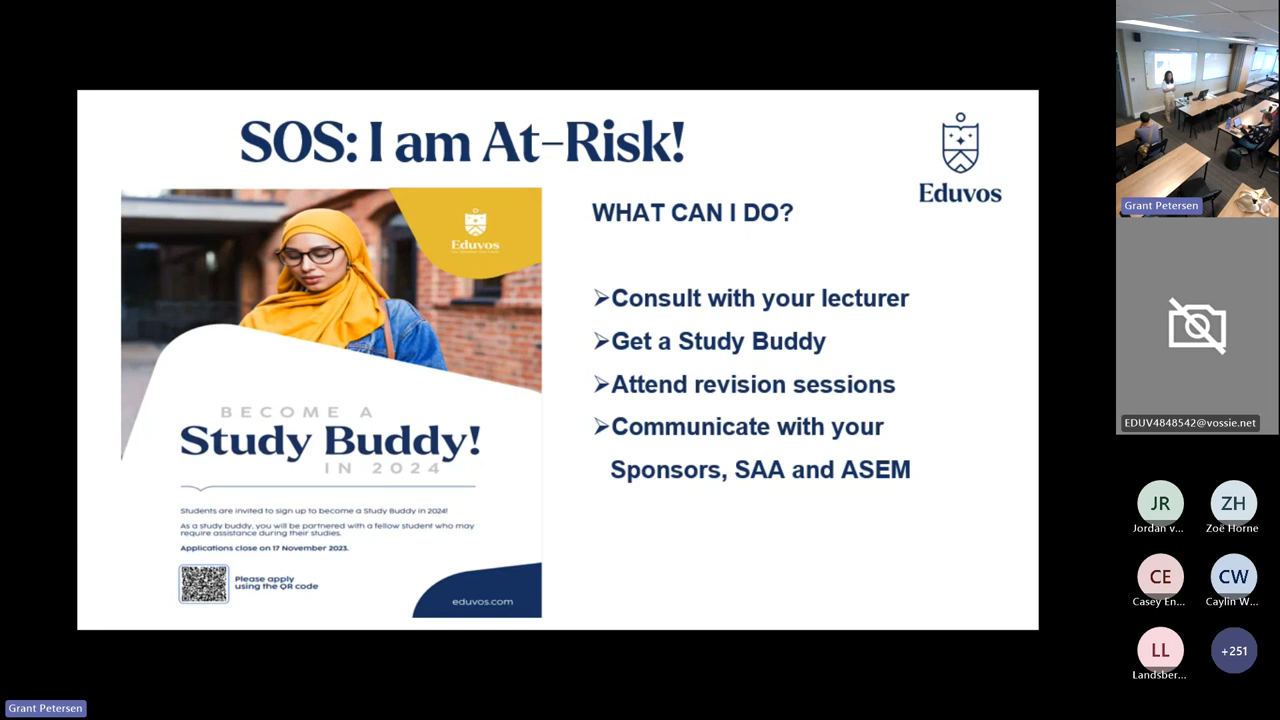 SOS: I am At-Risk!
Eduvos
WHAT CAN I DO?
➢Consult with your lecturer
➢Get a Study Buddy
➢Attend revision sessions
➢Communicate with your
Sponsors, SAA and ASEM
Eduvos
BECOME A
Study Buddy!
IN 2024
Students are invited to sign up to become a Study Buddy in 2024!
As a study buddy, you will be partnered with a fellow student who may
require assistance during their studies.
Applications close on 17 November 2023.
Please apply
using the QR code
eduvos.com
Grant Petersen
EDUV4848542@vossie.net
JR
Jordan v...
ZH
Zoë Horne
CE
Casey En...
CW
Caylin W...
LL
Landsber...
+251
Grant Petersen